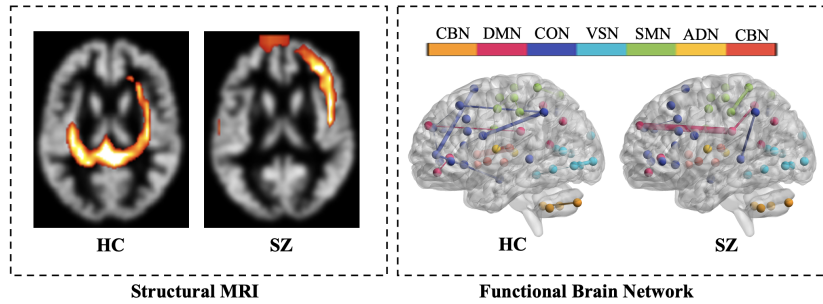 HC
SZ
Structural MRI
CBN DMN CON VSN SMN ADN CBN
HC
SZ
Functional Brain Network